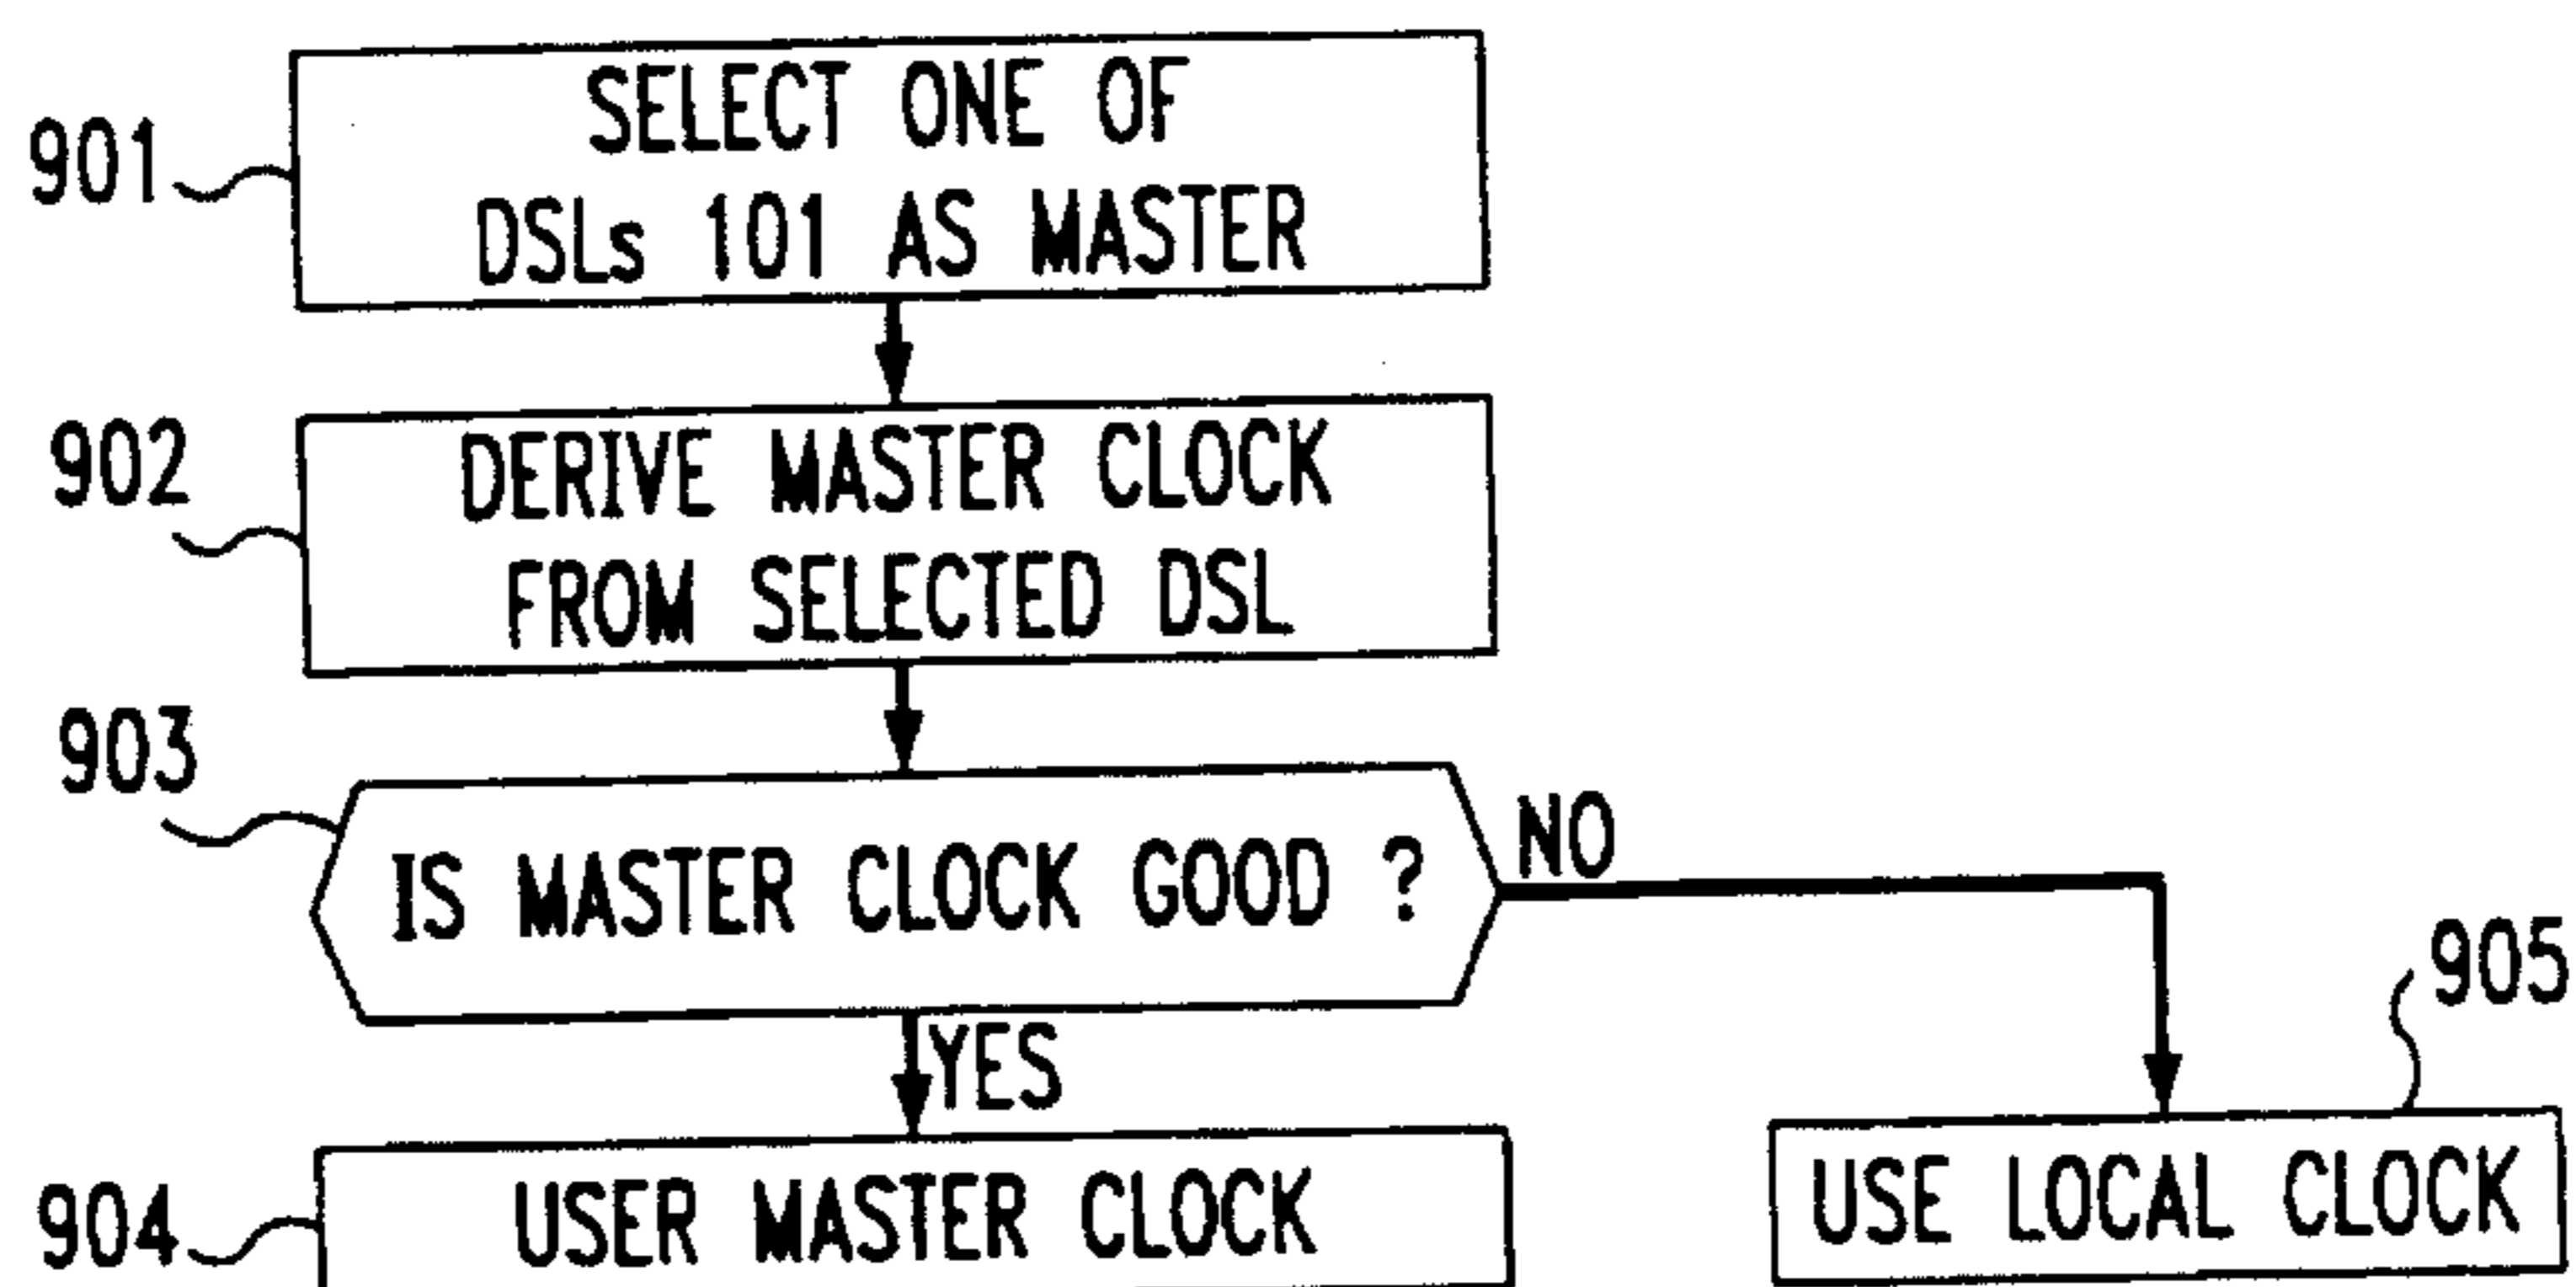 901
SELECT ONE OF
DSLs 101 AS MASTER
902
DERIVE MASTER CLOCK
FROM SELECTED DSL
903
IS MASTER CLOCK GOOD ?
NO
YES
904
USER MASTER CLOCK
905
USE LOCAL CLOCK